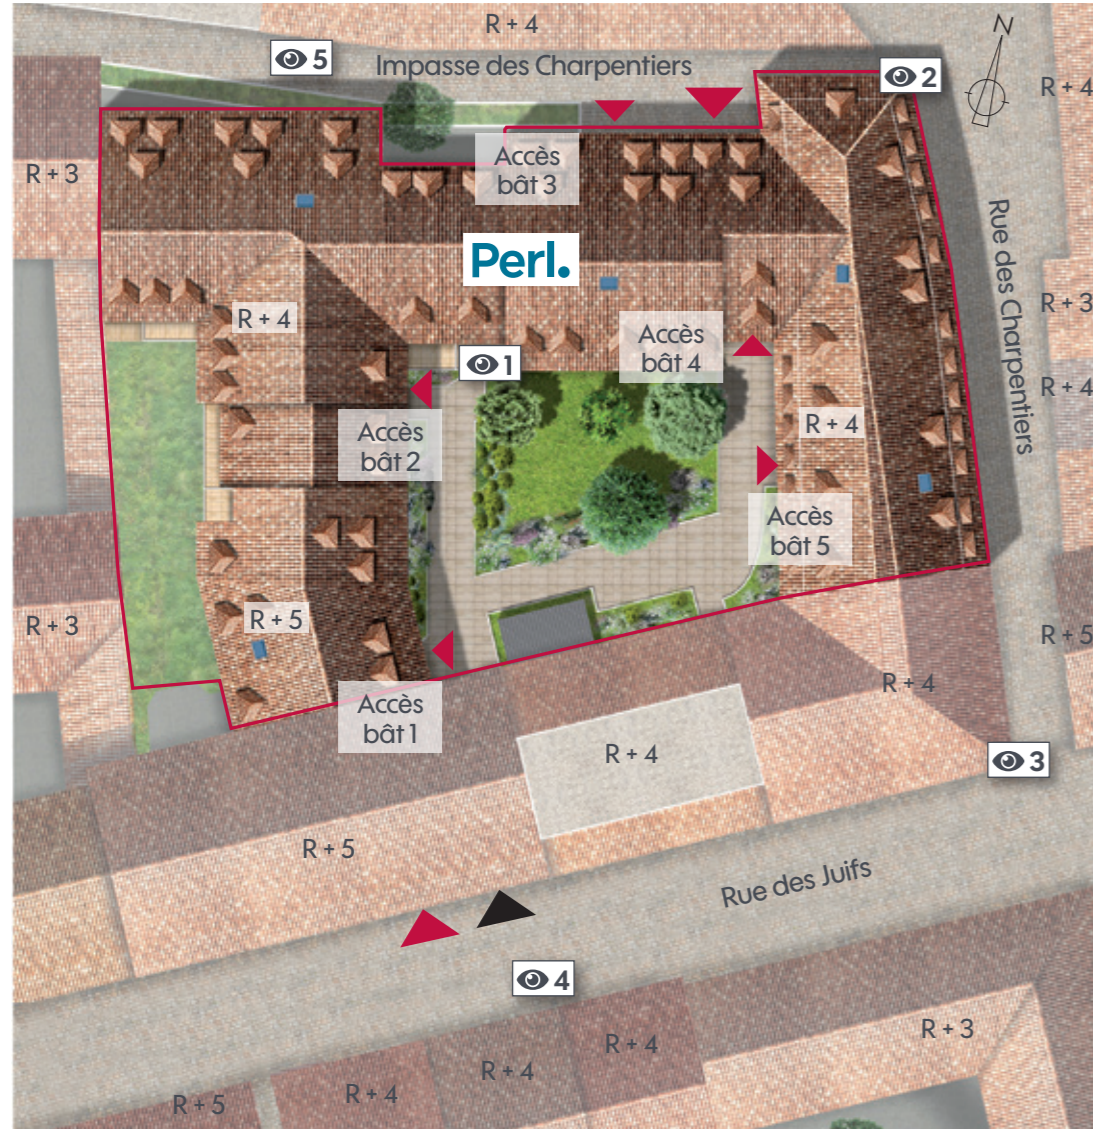 R + 4
5
Impasse des Charpentiers
2
N
R + 4
R + 3
Accès
bât 3
Perl.
Rue des Charpentiers
R + 4
R + 3
Accès
bât 4
1
R + 4
Accès
bât 2
R + 4
Accès
bât 5
R + 5
R + 3
R + 5
R + 4
Accès
bât 1
R + 4
3
R + 5
Rue des Juifs
4
R + 3
R + 4
R + 4
R + 4
R + 5